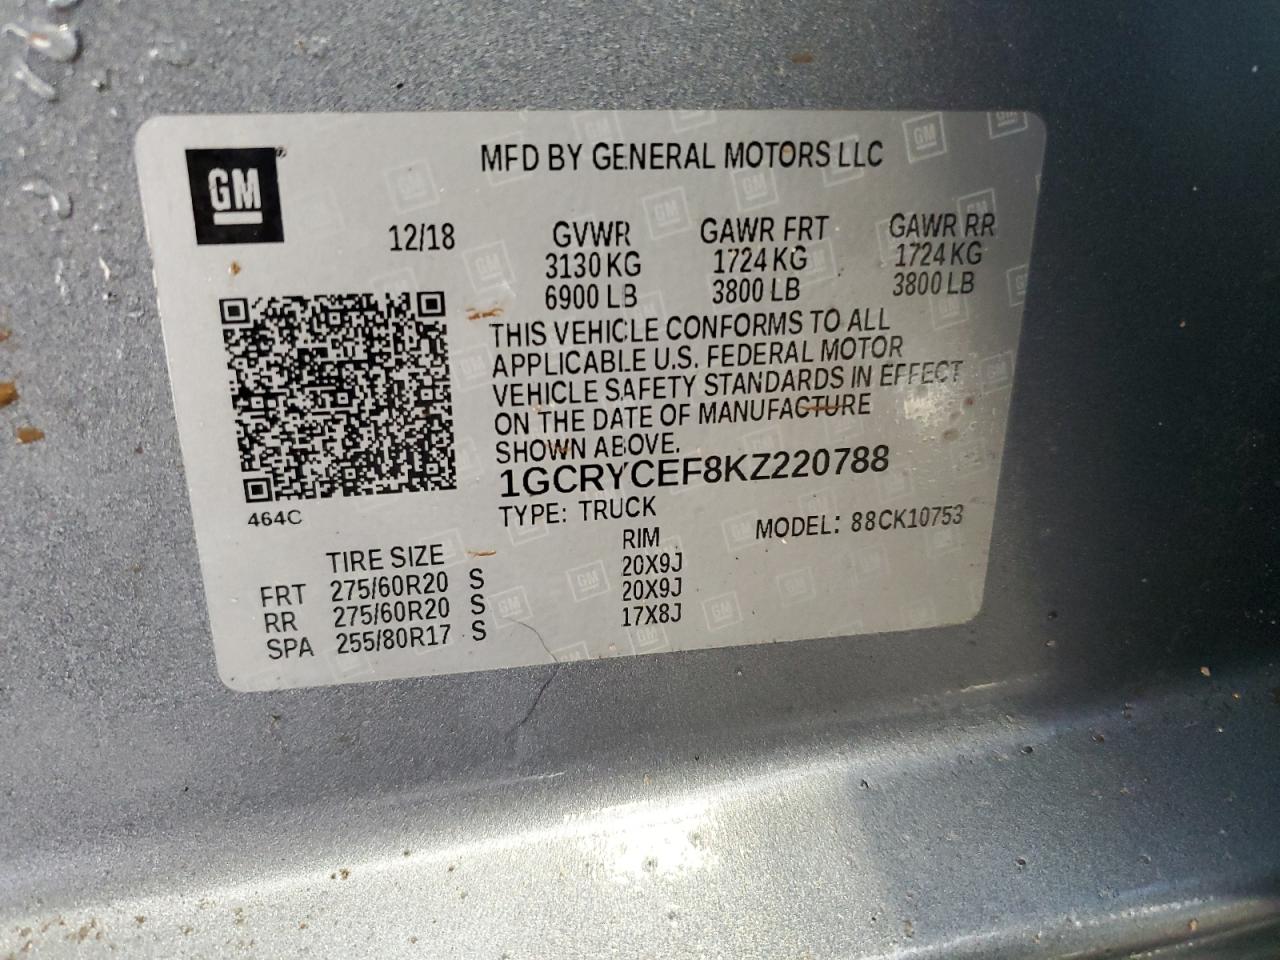 GM
MFD BY GENERAL MOTORS LLC
12/18 GVWR GAWR FRT GAWR RR
3130 KG 1724 KG 1724 KG
6900 LB 3800 LB 3800 LB
THIS VEHICLE CONFORMS TO ALL
APPLICABLE U.S. FEDERAL MOTOR
VEHICLE SAFETY STANDARDS IN EFFECT
ON THE DATE OF MANUFACTURE
SHOWN ABOVE.
1GCRYCEF8KZ220788
464C
TYPE: TRUCK MODEL: 88CK10753
TIRE SIZE RIM
FRT 275/60R20 S 20X9J
RR 275/60R20 S 20X9J
SPA 255/80R17 S 17X8J